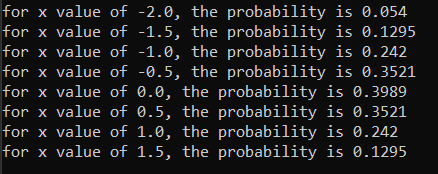 for x value of -2.0, the probability is 0.054
for x value of -1.5, the probability is 0.1295
for x value of -1.0, the probability is 0.242
for x value of -0.5, the probability is 0.3521
for x value of 0.0, the probability is 0.3989
for x value of 0.5, the probability is 0.3521
for x value of 1.0, the probability is 0.242
for x value of 1.5, the probability is 0.1295